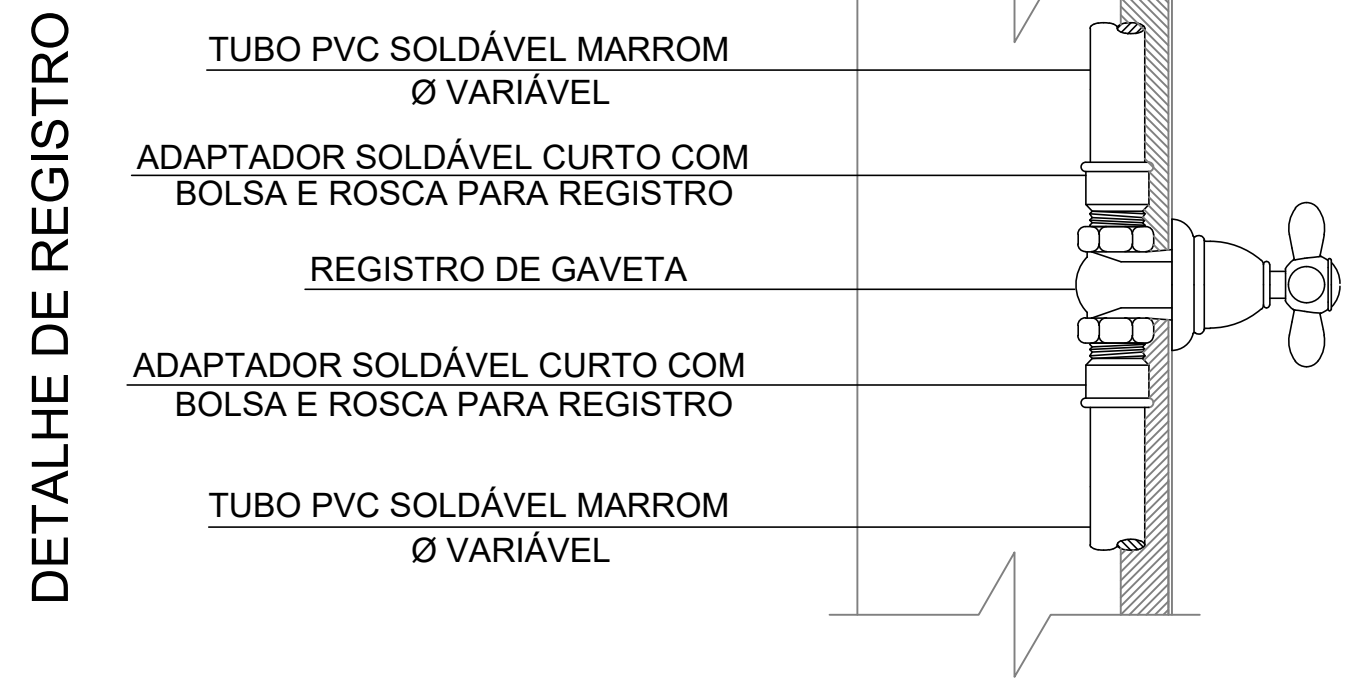 DETALHE DE REGISTRO
TUBO PVC SOLDÁVEL MARROM
Ø VARIÁVEL
ADAPTADOR SOLDÁVEL CURTO COM
BOLSA E ROSCA PARA REGISTRO
REGISTRO DE GAVETA
ADAPTADOR SOLDÁVEL CURTO COM
BOLSA E ROSCA PARA REGISTRO
TUBO PVC SOLDÁVEL MARROM
Ø VARIÁVEL